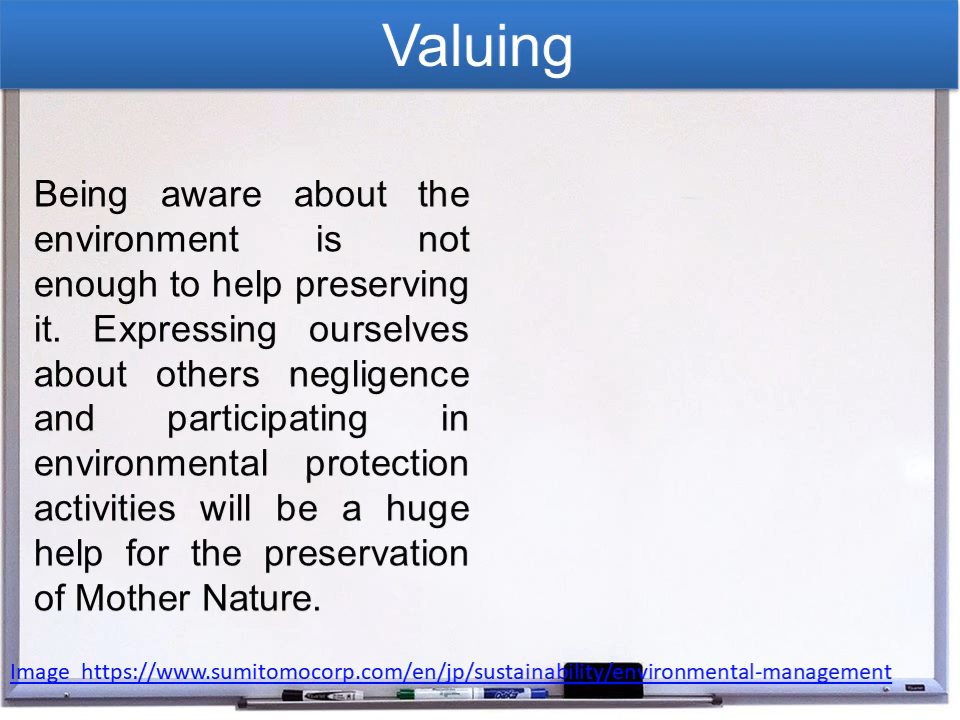 Valuing
Being aware about the
environment is not
enough to help preserving
it. Expressing ourselves
about others negligence
and participating in
environmental protection
activities will be a huge
help for the preservation
of Mother Nature.
Image https://www.sumitomocorp.com/en/jp/sustainability/environmental-management